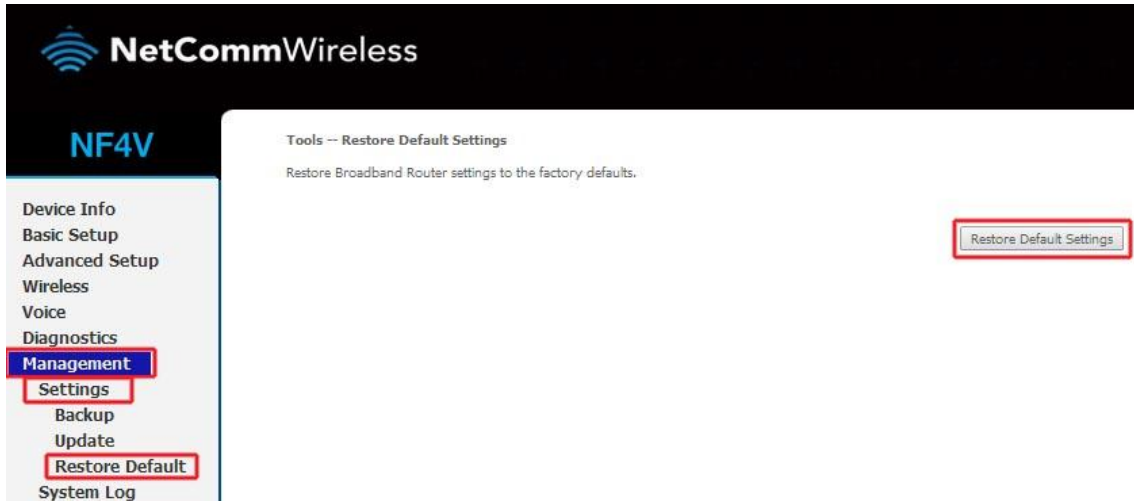 NetCommWireless
NF4V
Tools -- Restore Default Settings
Restore Broadband Router settings to the factory defaults.
Restore Default Settings
Device Info
Basic Setup
Advanced Setup
Wireless
Voice
Diagnostics
Management
Settings
Backup
Update
Restore Default
System Log